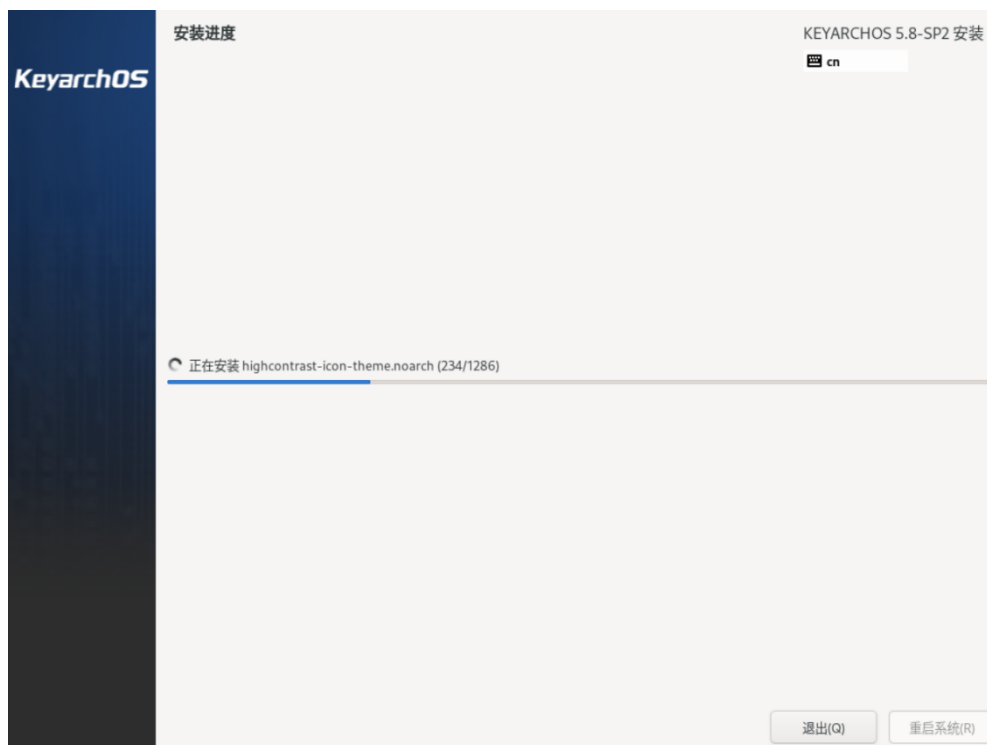 安装进度
KEYARCHOS 5.8-SP2 安装
cn
KeyarchOS
正在安装 highcontrast-icon-theme.noarch (234/1286)
退出(Q)
重启系统(R)